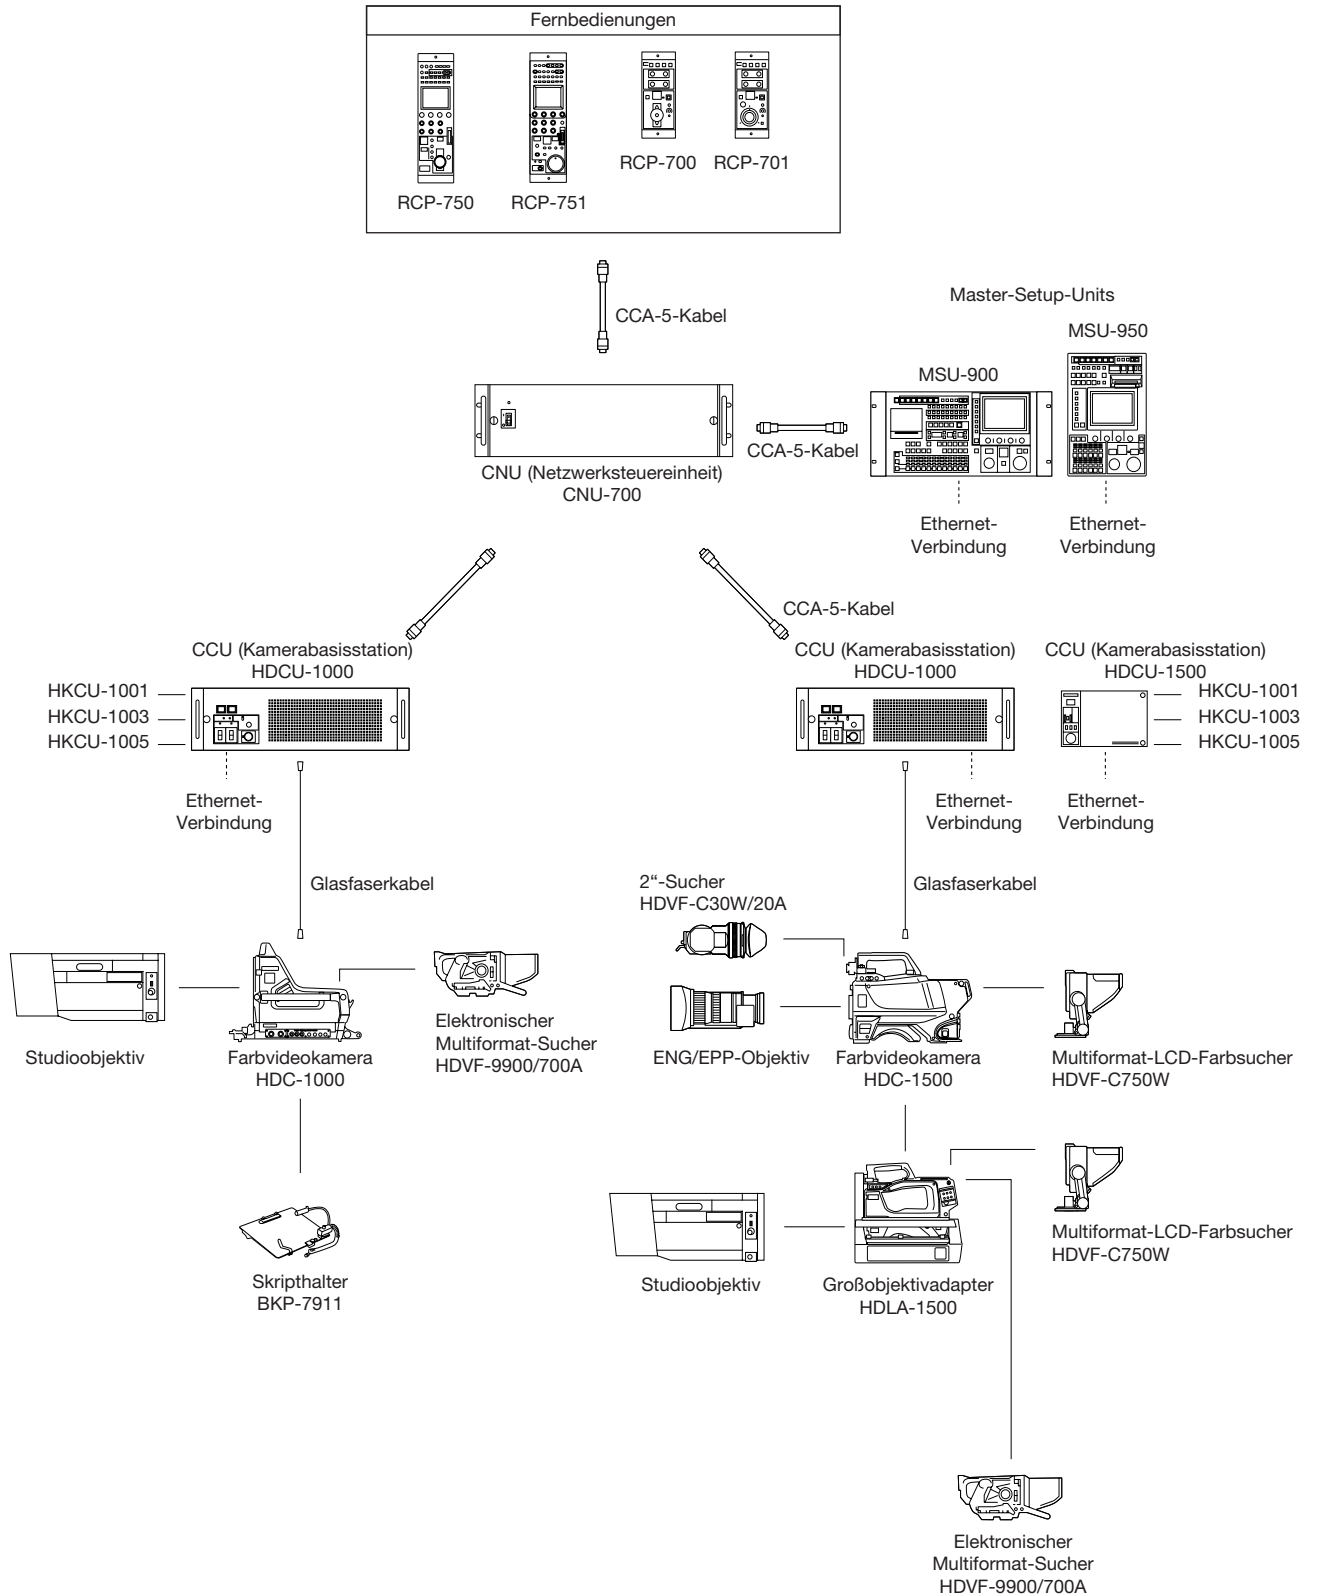 Fernbedienungen
RCP-750
RCP-751
RCP-700
RCP-701
CCA-5-Kabel
Master-Setup-Units
MSU-950
MSU-900
CCA-5-Kabel
CNU (Netzwerksteuereinheit)
CNU-700
Ethernet-
Verbindung
Ethernet-
Verbindung
CCA-5-Kabel
CCU (Kamerabasisstation)
HDCU-1000
HKCU-1001
HKCU-1003
HKCU-1005
Ethernet-
Verbindung
CCU (Kamerabasisstation)
HDCU-1000
Ethernet-
Verbindung
CCU (Kamerabasisstation)
HDCU-1500
HKCU-1001
HKCU-1003
HKCU-1005
Ethernet-
Verbindung
Glasfaserkabel
2“-Sucher
HDVF-C30W/20A
Glasfaserkabel
Studioobjektiv
Farbvideokamera
HDC-1000
Elektronischer
Multiformat-Sucher
HDVF-9900/700A
ENG/EPP-Objektiv
Farbvideokamera
HDC-1500
Multiformat-LCD-Farbsucher
HDVF-C750W
Skripthalter
BKP-7911
Studioobjektiv
Großobjektivadapter
HDLA-1500
Multiformat-LCD-Farbsucher
HDVF-C750W
Elektronischer
Multiformat-Sucher
HDVF-9900/700A